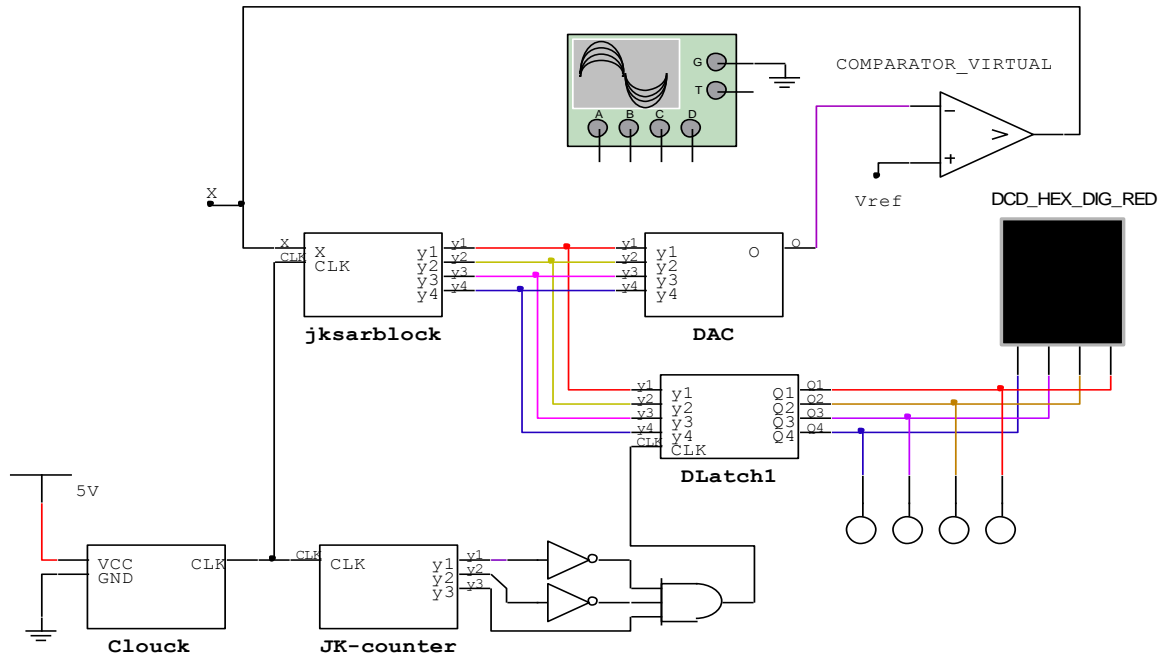 G
T
A B C D
COMPARATOR_VIRTUAL
Vref
DCD_HEX_DIG_RED
X
X
CLK
X
CLK
y1
y2
y3
y4
y1
y2
y3
y4
jksarblock
y1
y2
y3
y4
y1
y2
y3
y4
O
O
DAC
y1
y2
y3
y4
CLK
y1
y2
y3
y4
CLK
Q1
Q2
Q3
Q4
Q1
Q2
Q3
Q4
DLatch1
5V
VCC
GND
CLK
Clouck
CLK
CLK
y1
y2
y3
y1
y2
y3
JK-counter